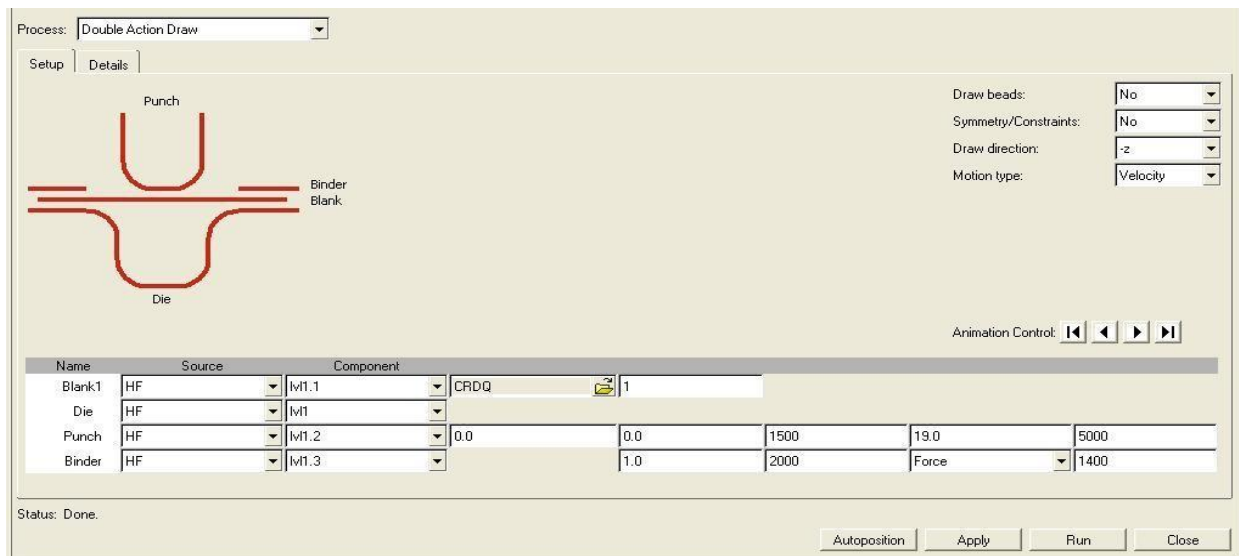 Process: Double Action Draw
Setup Details
Punch
Binder
Blank
Die
Draw beads: No
Symmetry/Constraints: No
Draw direction: -z
Motion type: Velocity
Animation Control:
Name Source Component
Blank1 HF lvl1.1 CRDQ 1
Die HF lvl1
Punch HF lvl1.2 0.0 0.0 1500 19.0 5000
Binder HF lvl1.3 1.0 2000 Force 1400
Status: Done.
Autoposition Apply Run Close